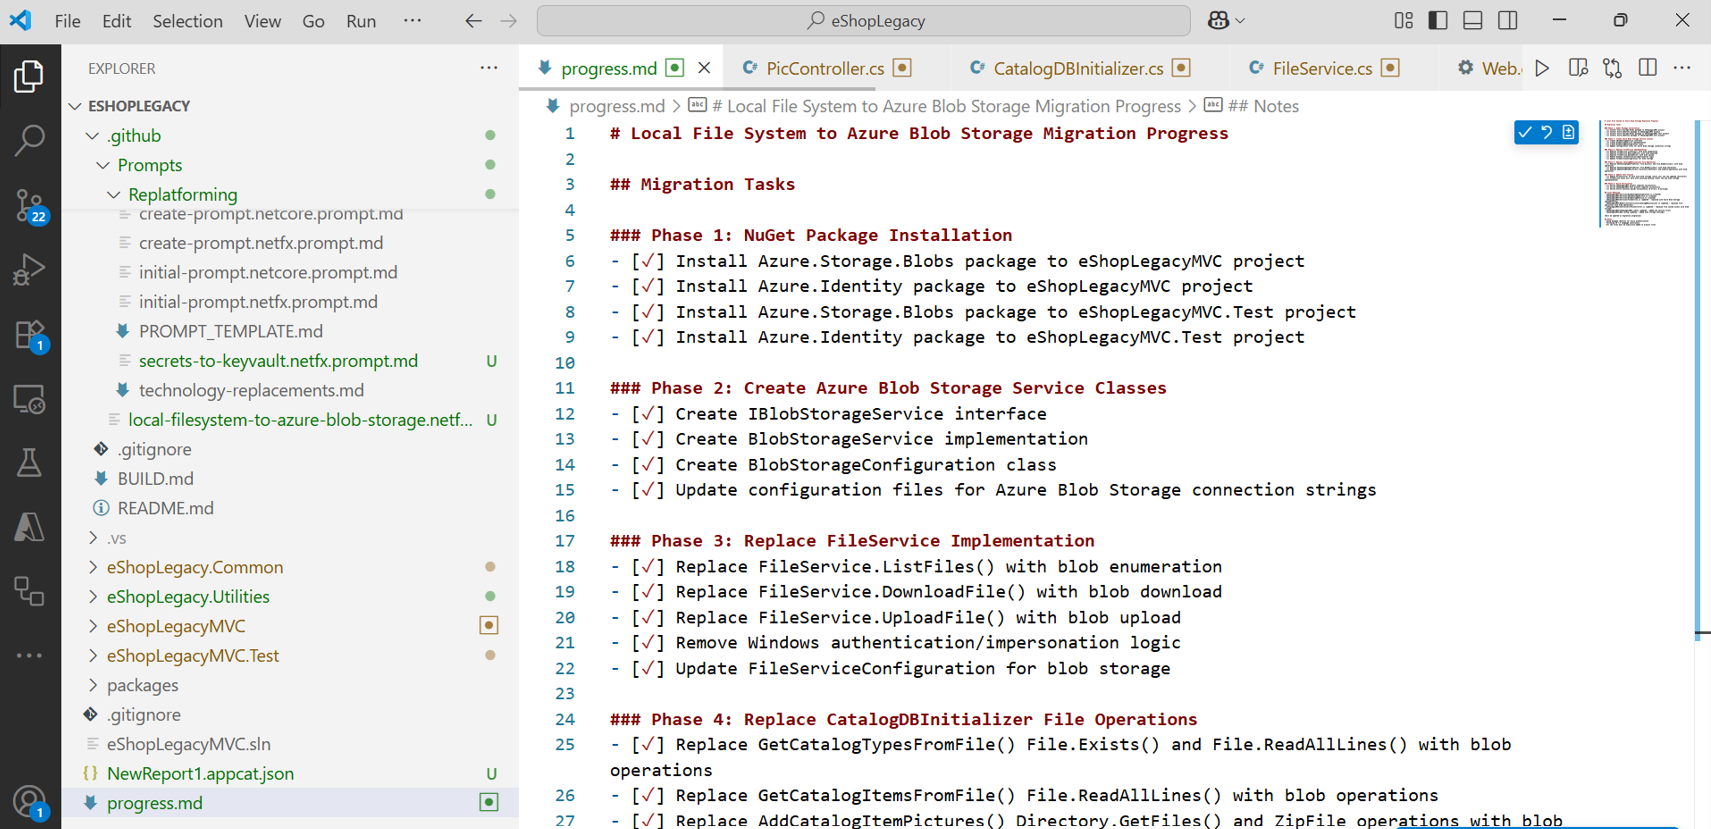 File Edit Selection View Go Run ··· eShopLegacy
EXPLORER ···
ESHOPLEGACY
.github
Prompts
Replatforming
create-prompt.netcore.prompt.md
create-prompt.netfx.prompt.md
initial-prompt.netcore.prompt.md
initial-prompt.netfx.prompt.md
PROMPT_TEMPLATE.md
secrets-to-keyvault.netfx.prompt.md U
technology-replacements.md
local-filesystem-to-azure-blob-storage.netf... U
.gitignore
BUILD.md
README.md
.vs
eShopLegacy.Common
eShopLegacy.Utilities
eShopLegacyMVC
eShopLegacyMVC.Test
packages
.gitignore
eShopLegacyMVC.sln
{} NewReport1.appcat.json U
progress.md
22
1
1
progress.md C# PicController.cs C# CatalogDBInitializer.cs C# FileService.cs Web.
progress.md > abc # Local File System to Azure Blob Storage Migration Progress > abc ## Notes
1 # Local File System to Azure Blob Storage Migration Progress
2
3 ## Migration Tasks
4
5 ### Phase 1: NuGet Package Installation
6 - [✓] Install Azure.Storage.Blobs package to eShopLegacyMVC project
7 - [✓] Install Azure.Identity package to eShopLegacyMVC project
8 - [✓] Install Azure.Storage.Blobs package to eShopLegacyMVC.Test project
9 - [✓] Install Azure.Identity package to eShopLegacyMVC.Test project
10
11 ### Phase 2: Create Azure Blob Storage Service Classes
12 - [✓] Create IBlobStorageService interface
13 - [✓] Create BlobStorageService implementation
14 - [✓] Create BlobStorageConfiguration class
15 - [✓] Update configuration files for Azure Blob Storage connection strings
16
17 ### Phase 3: Replace FileService Implementation
18 - [✓] Replace FileService.ListFiles() with blob enumeration
19 - [✓] Replace FileService.DownloadFile() with blob download
20 - [✓] Replace FileService.UploadFile() with blob upload
21 - [✓] Remove Windows authentication/impersonation logic
22 - [✓] Update FileServiceConfiguration for blob storage
23
24 ### Phase 4: Replace CatalogDBInitializer File Operations
25 - [✓] Replace GetCatalogTypesFromFile() File.Exists() and File.ReadAllLines() with blob
operations
26 - [✓] Replace GetCatalogItemsFromFile() File.ReadAllLines() with blob operations
27 - [✓] Replace AddCatalogItemPictures() Directory.GetFiles() and ZipFile operations with blob